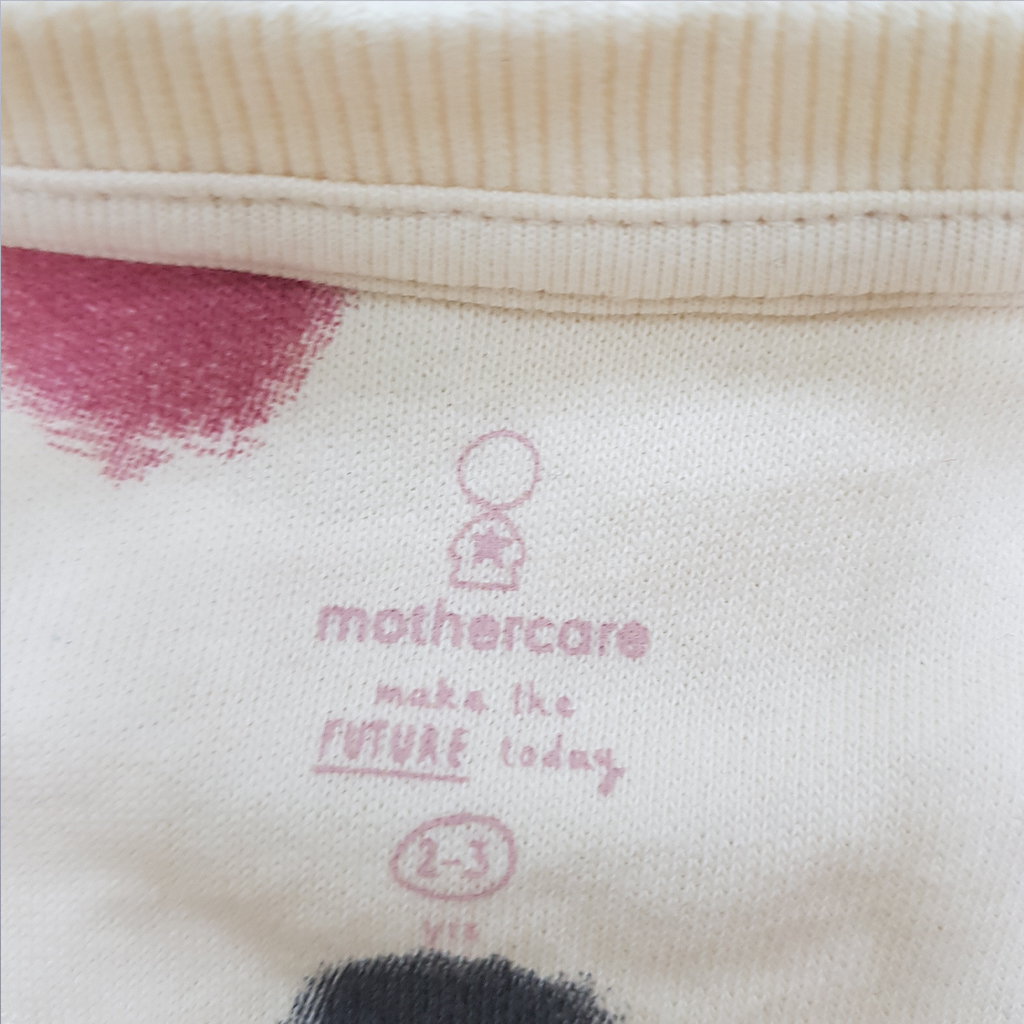 mothercare
make the
FUTURE today
2-3
yrs